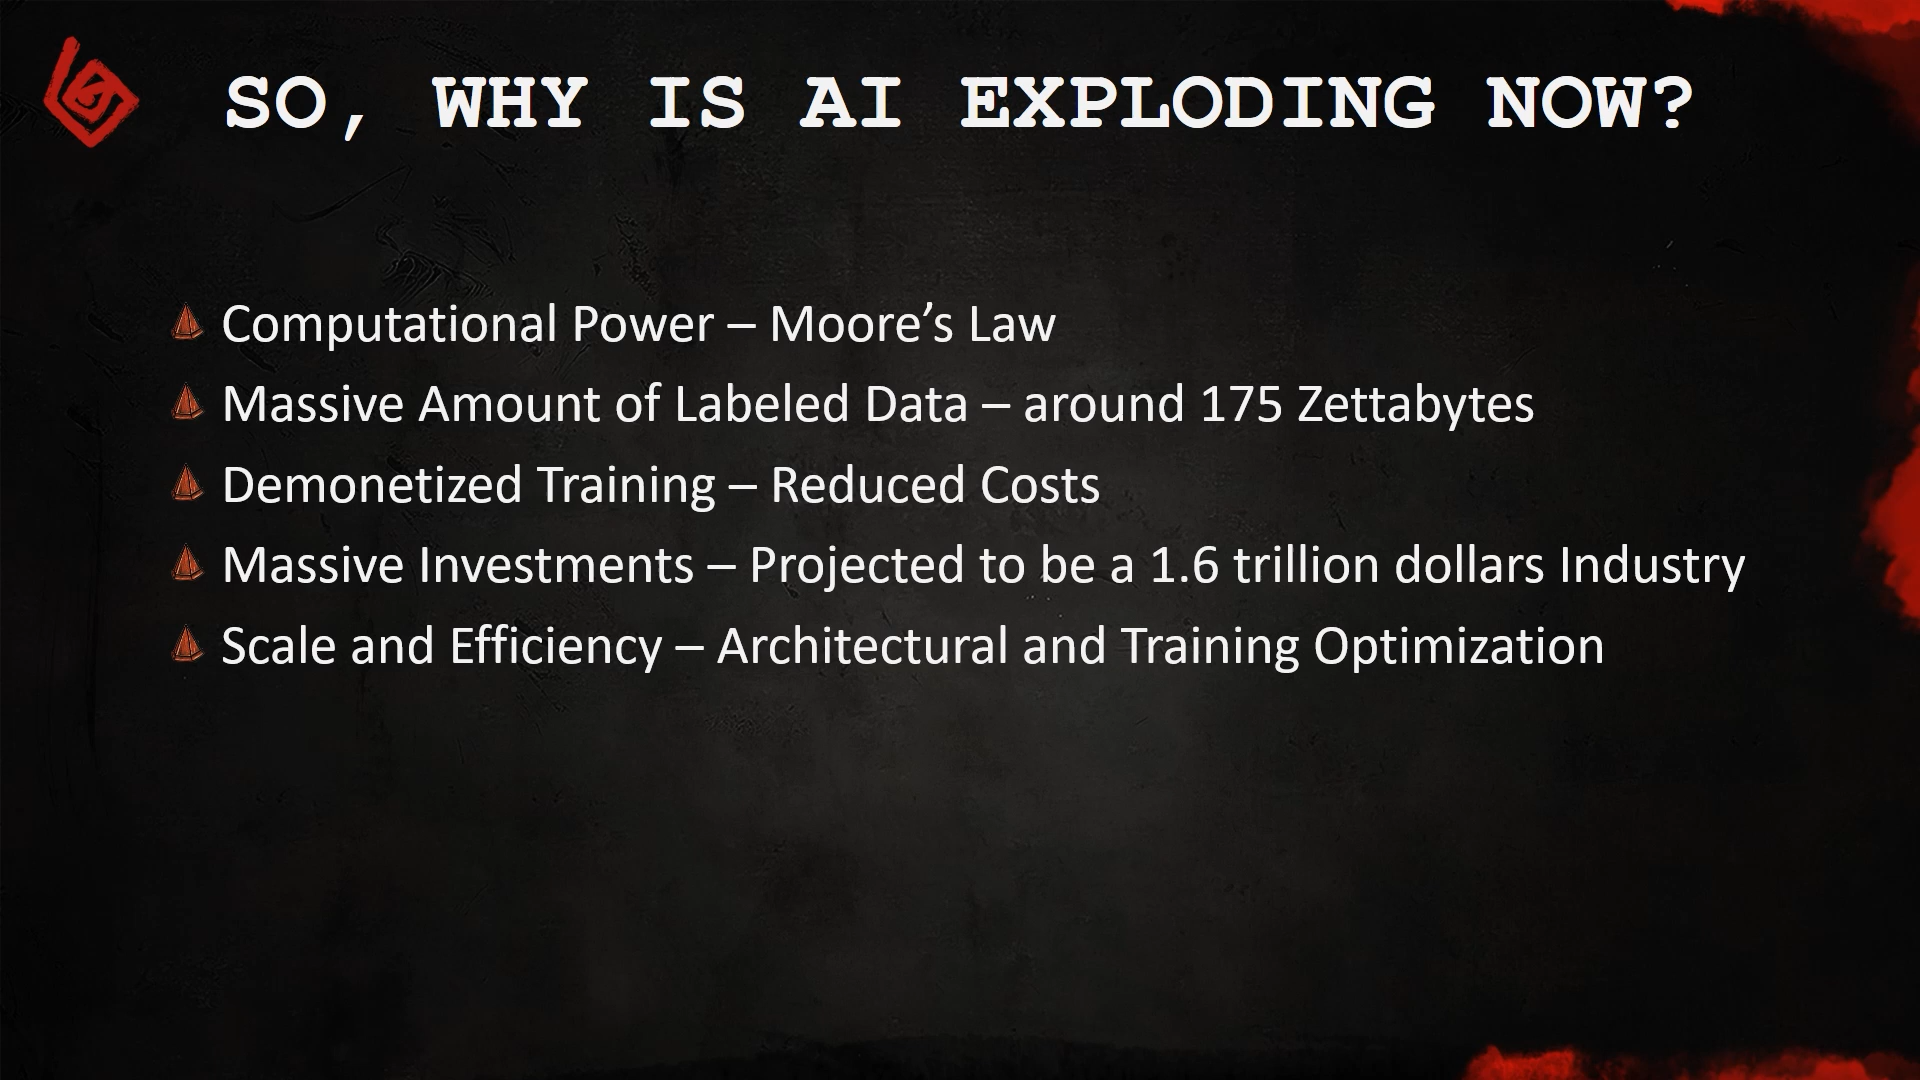 SO, WHY IS AI EXPLODING NOW?
Computational Power – Moore’s Law
Massive Amount of Labeled Data – around 175 Zettabytes
Demonetized Training – Reduced Costs
Massive Investments – Projected to be a 1.6 trillion dollars Industry
Scale and Efficiency – Architectural and Training Optimization